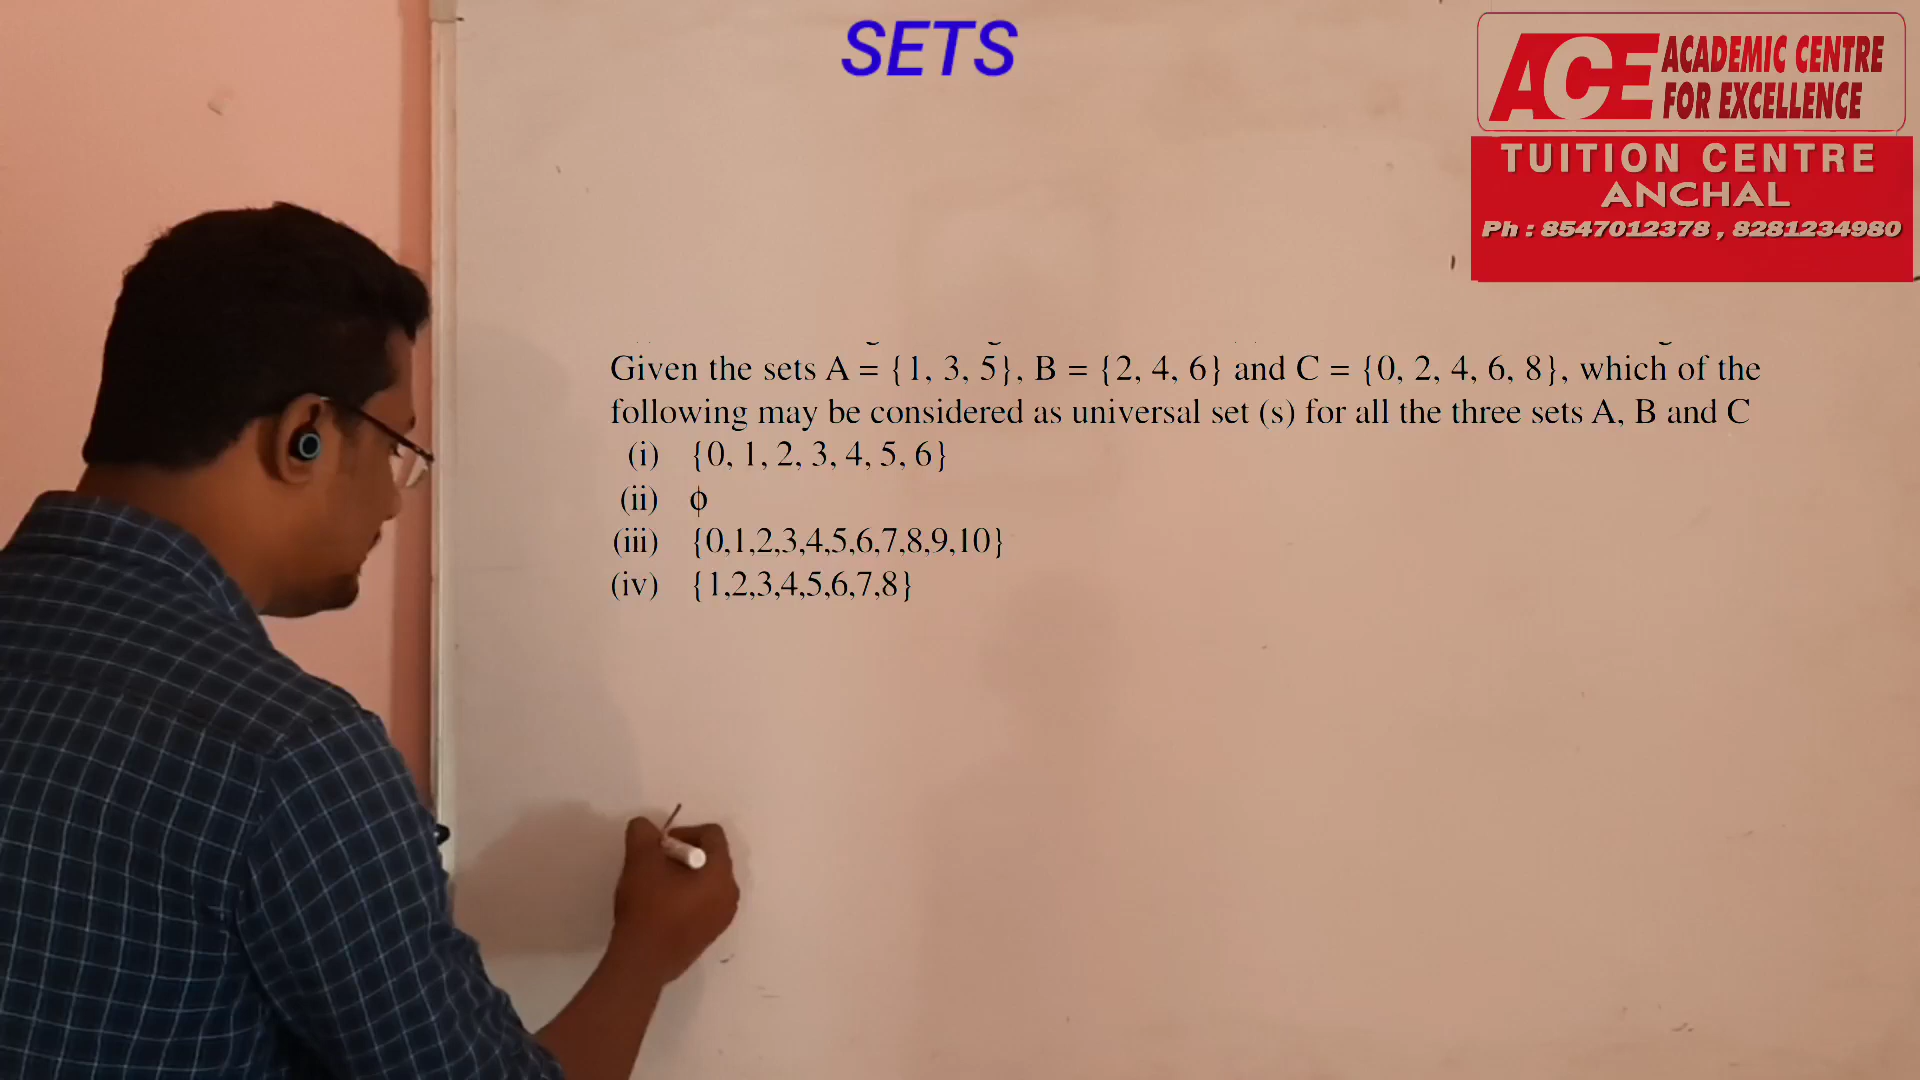 SETS
ACE ACADEMIC CENTRE
FOR EXCELLENCE
TUITION CENTRE
ANCHAL
Ph : 8547012378 , 8281234980
Given the sets A = {1, 3, 5}, B = {2, 4, 6} and C = {0, 2, 4, 6, 8}, which of the
following may be considered as universal set (s) for all the three sets A, B and C
(i) {0, 1, 2, 3, 4, 5, 6}
(ii) ϕ
(iii) {0,1,2,3,4,5,6,7,8,9,10}
(iv) {1,2,3,4,5,6,7,8}